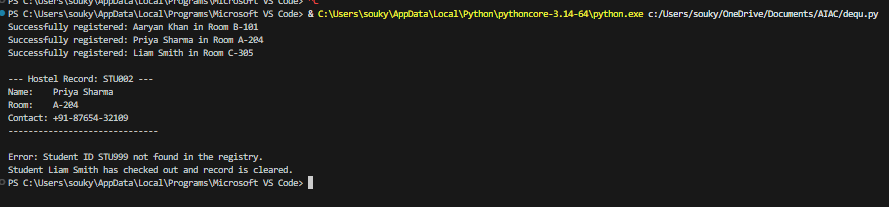 PS C:\Users\souky\AppData\Local\Programs\Microsoft VS Code> ^C
PS C:\Users\souky\AppData\Local\Programs\Microsoft VS Code> & C:\Users\souky\AppData\Local\Python\pythoncore-3.14-64\python.exe c:/Users/souky/OneDrive/Documents/AIAC/dequ.py
Successfully registered: Aaryan Khan in Room B-101
Successfully registered: Priya Sharma in Room A-204
Successfully registered: Liam Smith in Room C-305
--- Hostel Record: STU002 ---
Name:    Priya Sharma
Room:    A-204
Contact: +91-87654-32109
------------------------------
Error: Student ID STU999 not found in the registry.
Student Liam Smith has checked out and record is cleared.
PS C:\Users\souky\AppData\Local\Programs\Microsoft VS Code>